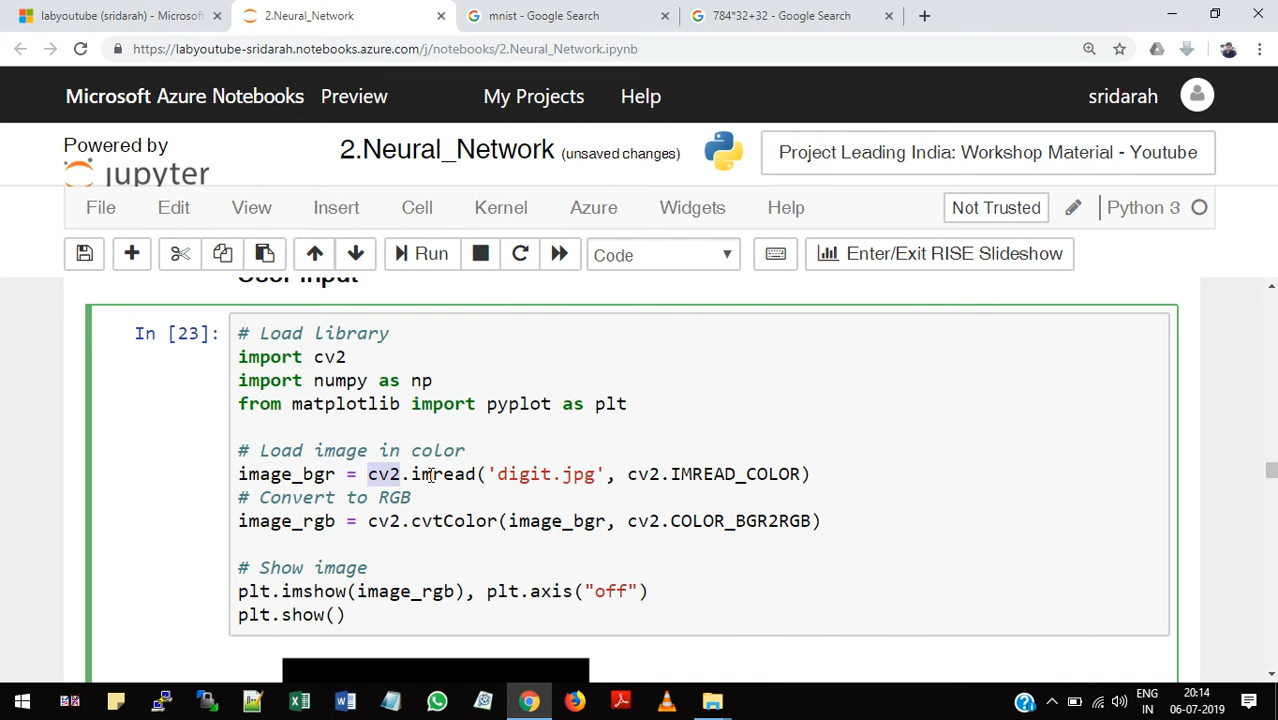 labyoutube (sridarah) - Microsoft
2.Neural_Network
mnist - Google Search
784*32+32 - Google Search
https://labyoutube-sridarah.notebooks.azure.com/j/notebooks/2.Neural_Network.ipynb
Microsoft Azure Notebooks Preview My Projects Help sridarah
Powered by
jupyter
2.Neural_Network (unsaved changes)
Project Leading India: Workshop Material - Youtube
File Edit View Insert Cell Kernel Azure Widgets Help Not Trusted Python 3
Run Code Enter/Exit RISE Slideshow
User Input
In [23]:
# Load library
import cv2
import numpy as np
from matplotlib import pyplot as plt
# Load image in color
image_bgr = cv2.imread('digit.jpg', cv2.IMREAD_COLOR)
# Convert to RGB
image_rgb = cv2.cvtColor(image_bgr, cv2.COLOR_BGR2RGB)
# Show image
plt.imshow(image_rgb), plt.axis("off")
plt.show()
ENG 20:14
IN 06-07-2019